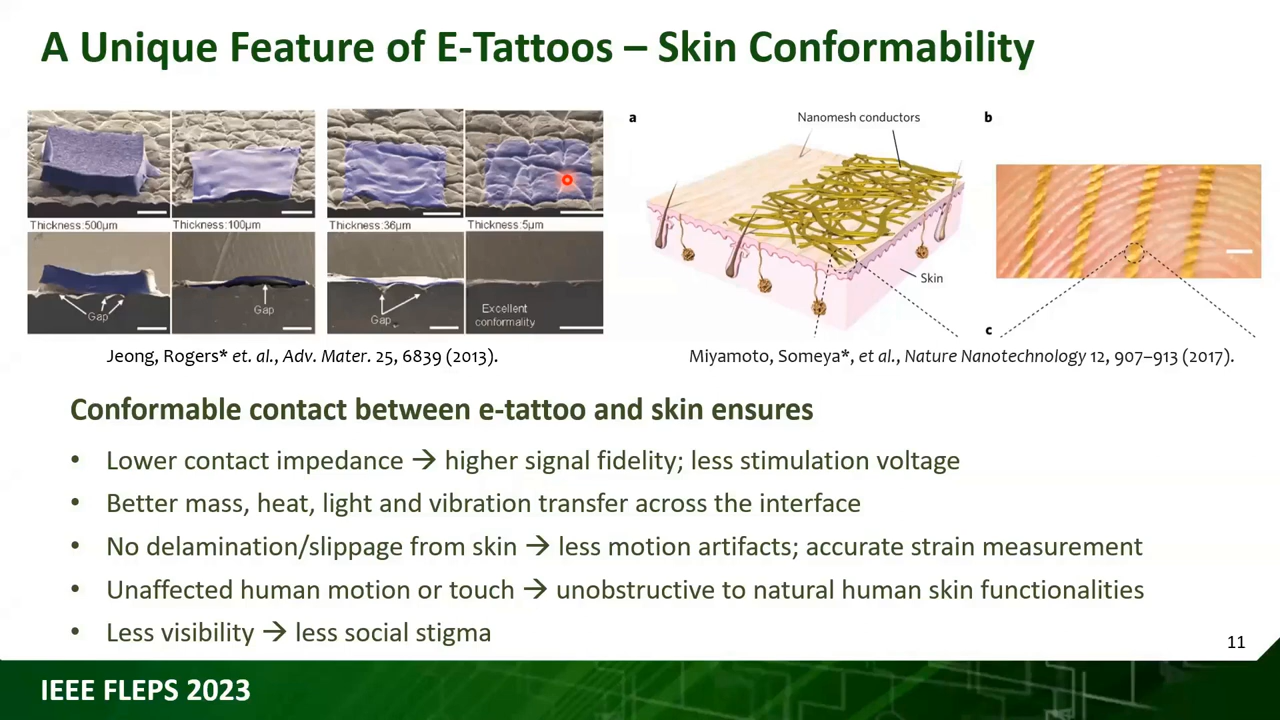 A Unique Feature of E-Tattoos – Skin Conformability
Thickness:500µm
Thickness:100µm
Thickness:36µm
Thickness:5µm
Gap
Gap
Gap
Excellent
conformality
Jeong, Rogers* et. al., Adv. Mater. 25, 6839 (2013).
a
Nanomesh conductors
Skin
b
c
Miyamoto, Someya*, et al., Nature Nanotechnology 12, 907–913 (2017).
Conformable contact between e-tattoo and skin ensures
• Lower contact impedance → higher signal fidelity; less stimulation voltage
• Better mass, heat, light and vibration transfer across the interface
• No delamination/slippage from skin → less motion artifacts; accurate strain measurement
• Unaffected human motion or touch → unobstructive to natural human skin functionalities
• Less visibility → less social stigma
11
IEEE FLEPS 2023